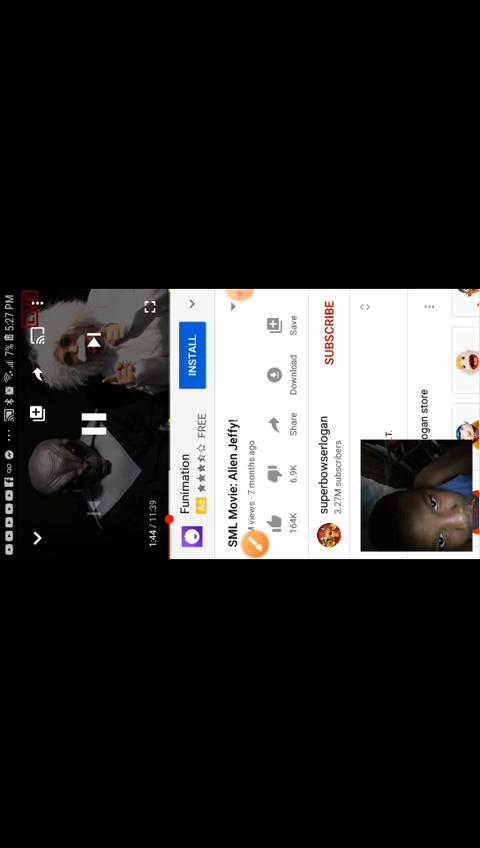 7% 5:27 PM
LIVE
1:44 / 11:39
Funimation
Ad FREE
INSTALL
SML Movie: Alien Jeffy!
views · 7 months ago
164K 6.9K Share Download Save
superbowserlogan
3.27M subscribers
SUBSCRIBE
T.
ogan store